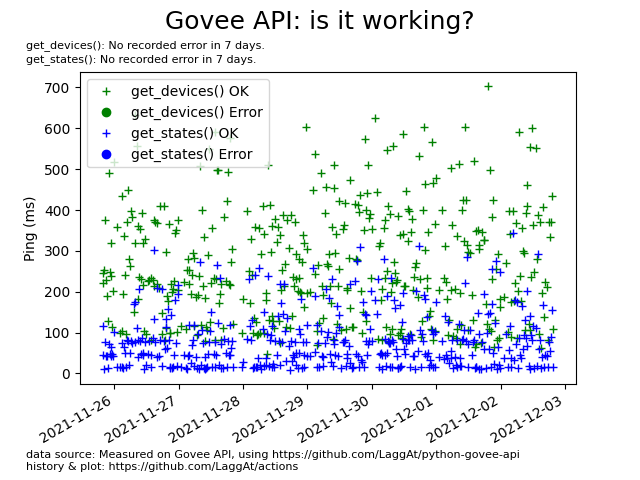 Govee API: is it working?
get_devices(): No recorded error in 7 days.
get_states(): No recorded error in 7 days.
get_devices() OK
get_devices() Error
get_states() OK
get_states() Error
Ping (ms)
700
600
500
400
300
200
100
0
2021-11-26
2021-11-27
2021-11-28
2021-11-29
2021-11-30
2021-12-01
2021-12-02
2021-12-03
data source: Measured on Govee API, using https://github.com/LaggAt/python-govee-api
history & plot: https://github.com/LaggAt/actions